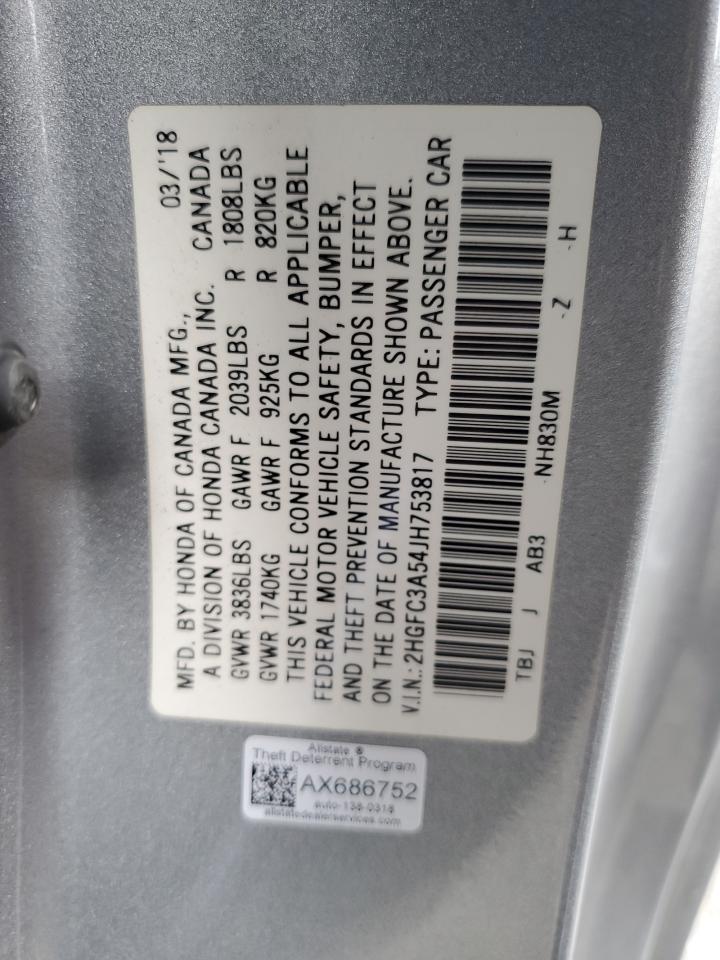 MFD. BY HONDA OF CANADA MFG., 03/'18
A DIVISION OF HONDA CANADA INC. CANADA
GVWR 3836LBS GAWR F 2039LBS R 1808LBS
GVWR 1740KG GAWR F 925KG R 820KG
THIS VEHICLE CONFORMS TO ALL APPLICABLE
FEDERAL MOTOR VEHICLE SAFETY, BUMPER,
AND THEFT PREVENTION STANDARDS IN EFFECT
ON THE DATE OF MANUFACTURE SHOWN ABOVE.
V.I.N.: 2HGFC3A54JH753817 TYPE: PASSENGER CAR
TBJ J AB3 -NH830M -Z -H
Allstate ®
Theft Deterrent Program
AX686752
auto-138-0318
allstatedealerservices.com